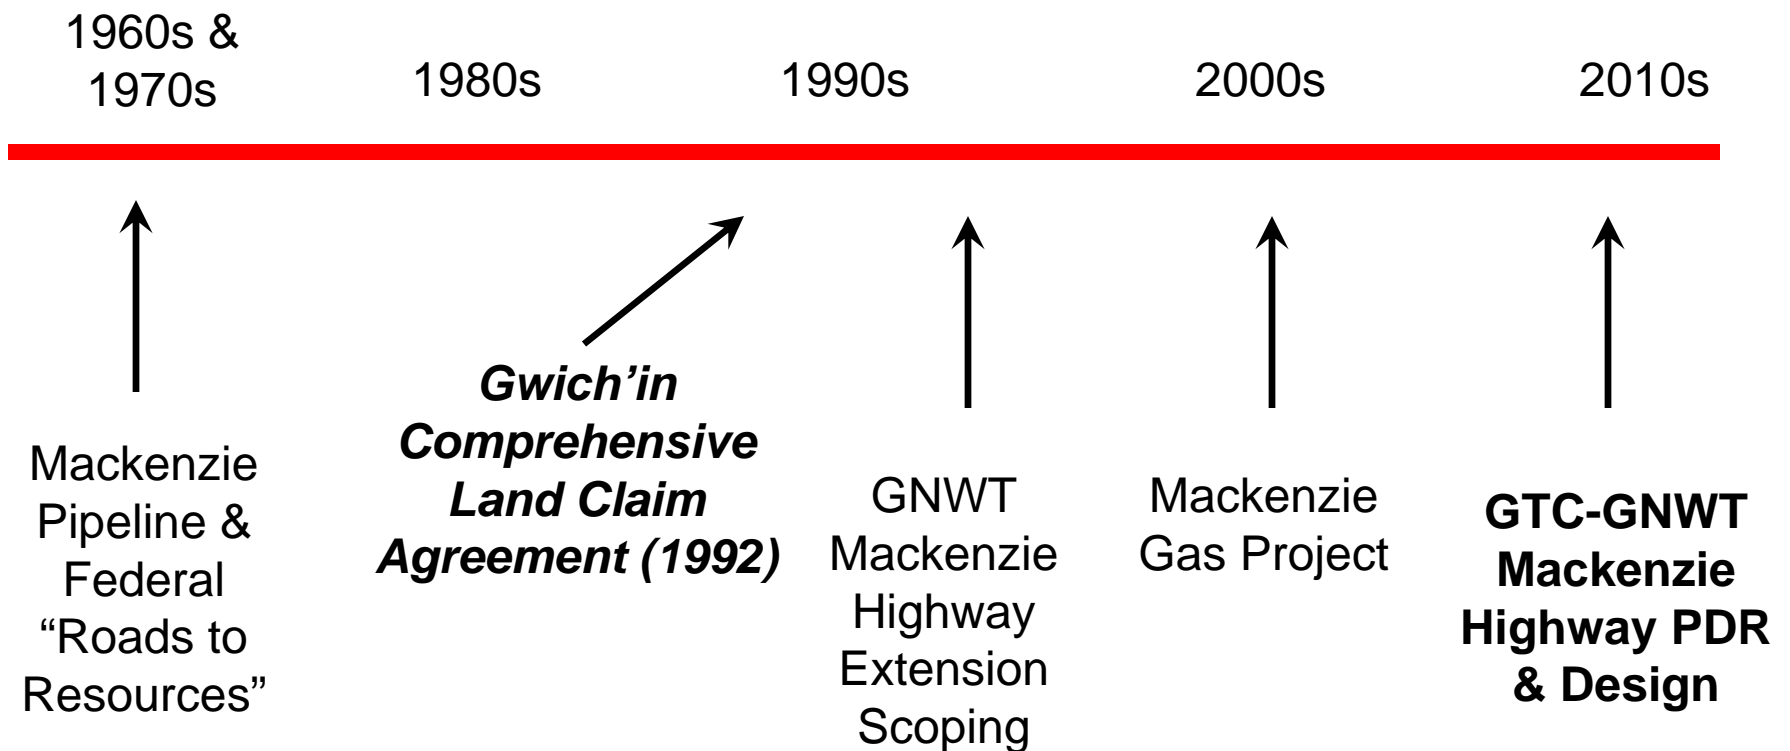 1960s &
1970s
1980s
1990s
2000s
2010s
Mackenzie
Pipeline &
Federal
“Roads to
Resources”
Gwich’in
Comprehensive
Land Claim
Agreement (1992)
GNWT
Mackenzie
Highway
Extension
Scoping
Mackenzie
Gas Project
GTC-GNWT
Mackenzie
Highway PDR
& Design